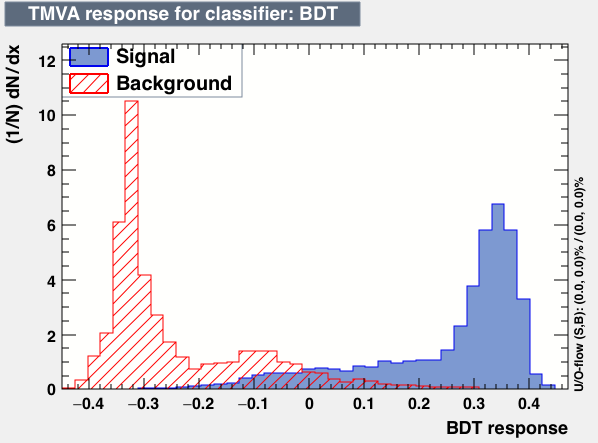 TMVA response for classifier: BDT
(1/N) dN/dx
Signal
Background
12
10
8
6
4
2
0
−0.4 −0.3 −0.2 −0.1 0 0.1 0.2 0.3 0.4
BDT response
U/O-flow (S,B): (0.0, 0.0)% / (0.0, 0.0)%